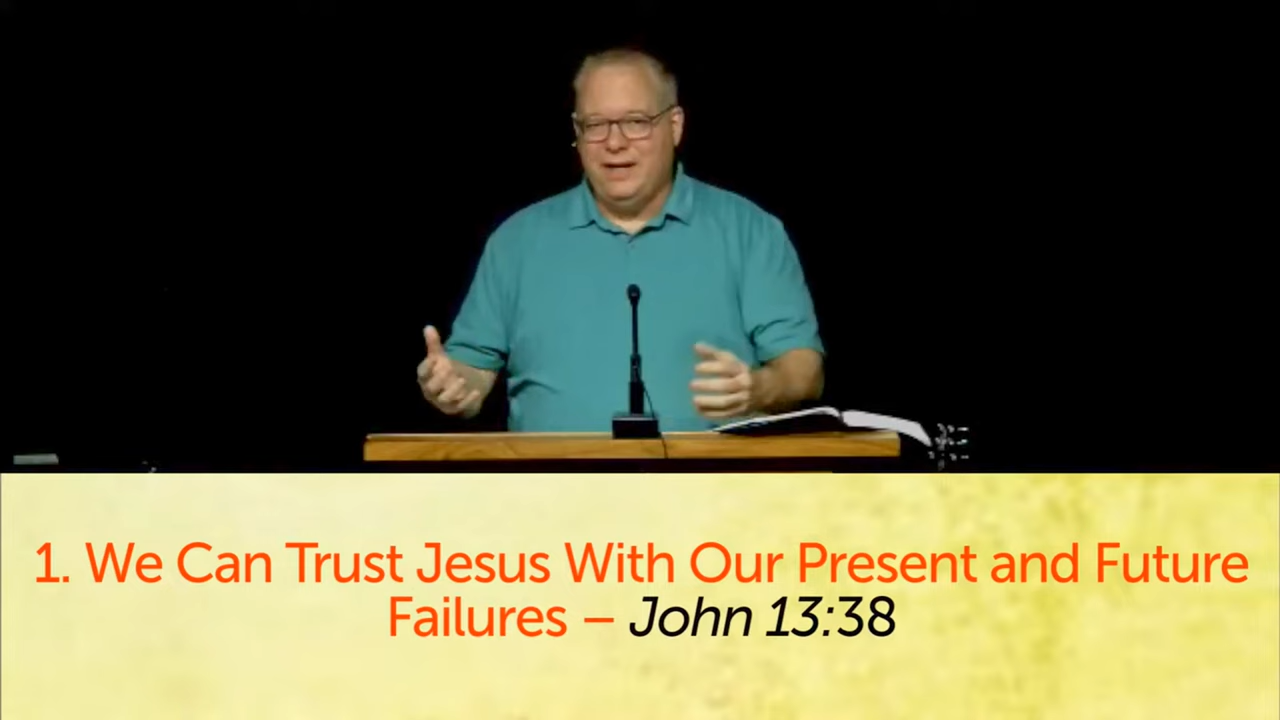 1. We Can Trust Jesus With Our Present and Future
Failures – John 13:38